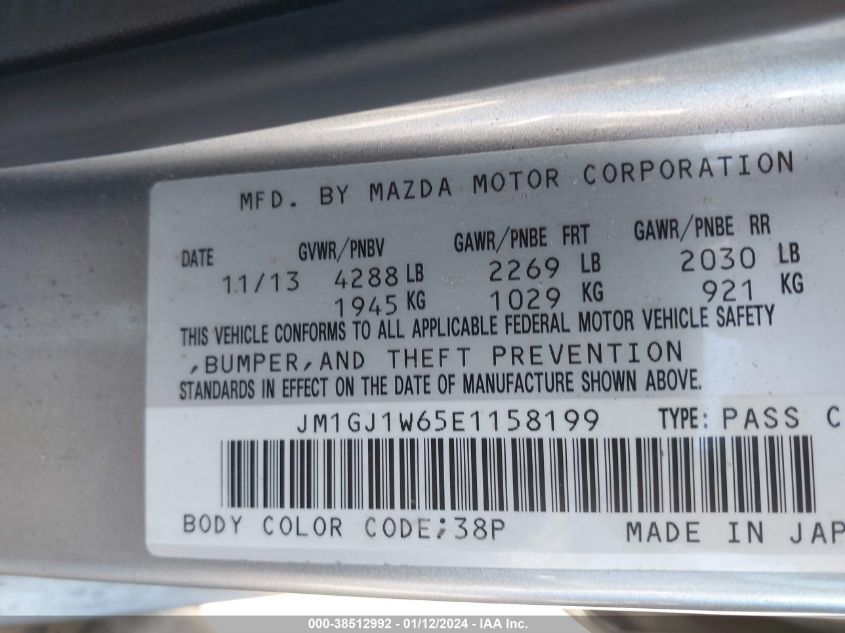 MFD. BY MAZDA MOTOR CORPORATION
DATE GVWR/PNBV GAWR/PNBE FRT GAWR/PNBE RR
11/13 4288 LB 2269 LB 2030 LB
1945 KG 1029 KG 921 KG
THIS VEHICLE CONFORMS TO ALL APPLICABLE FEDERAL MOTOR VEHICLE SAFETY
,BUMPER,AND THEFT PREVENTION
STANDARDS IN EFFECT ON THE DATE OF MANUFACTURE SHOWN ABOVE.
JM1GJ1W65E1158199 TYPE: PASS C
BODY COLOR CODE;38P MADE IN JAP
000-38512992 - 01/12/2024 - IAA Inc.